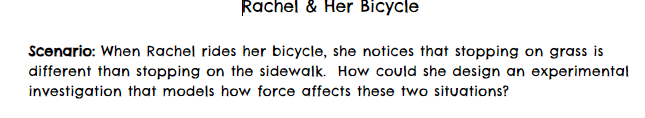 Rachel & Her Bicycle
Scenario: When Rachel rides her bicycle, she notices that stopping on grass is
different than stopping on the sidewalk. How could she design an experimental
investigation that models how force affects these two situations?